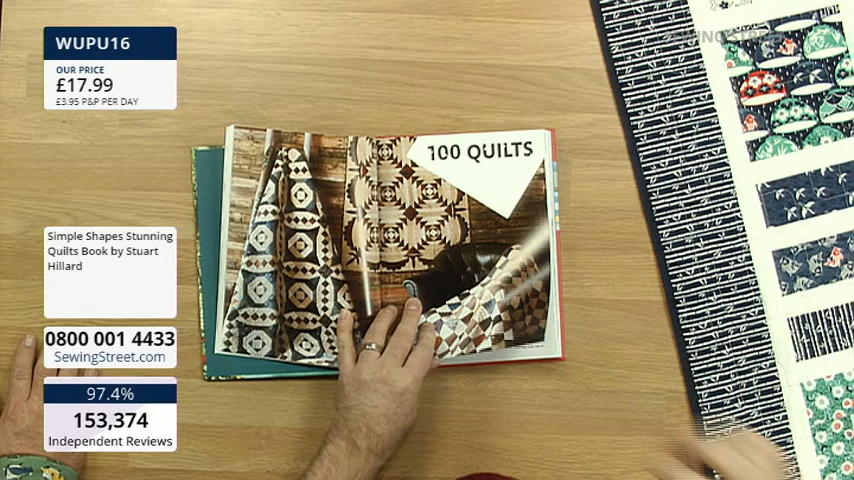 WUPU16
OUR PRICE
£17.99
£3.95 P&P PER DAY
SEWINGSTREET
100 QUILTS
Simple Shapes Stunning
Quilts Book by Stuart
Hillard
0800 001 4433
SewingStreet.com
97.4%
153,374
Independent Reviews